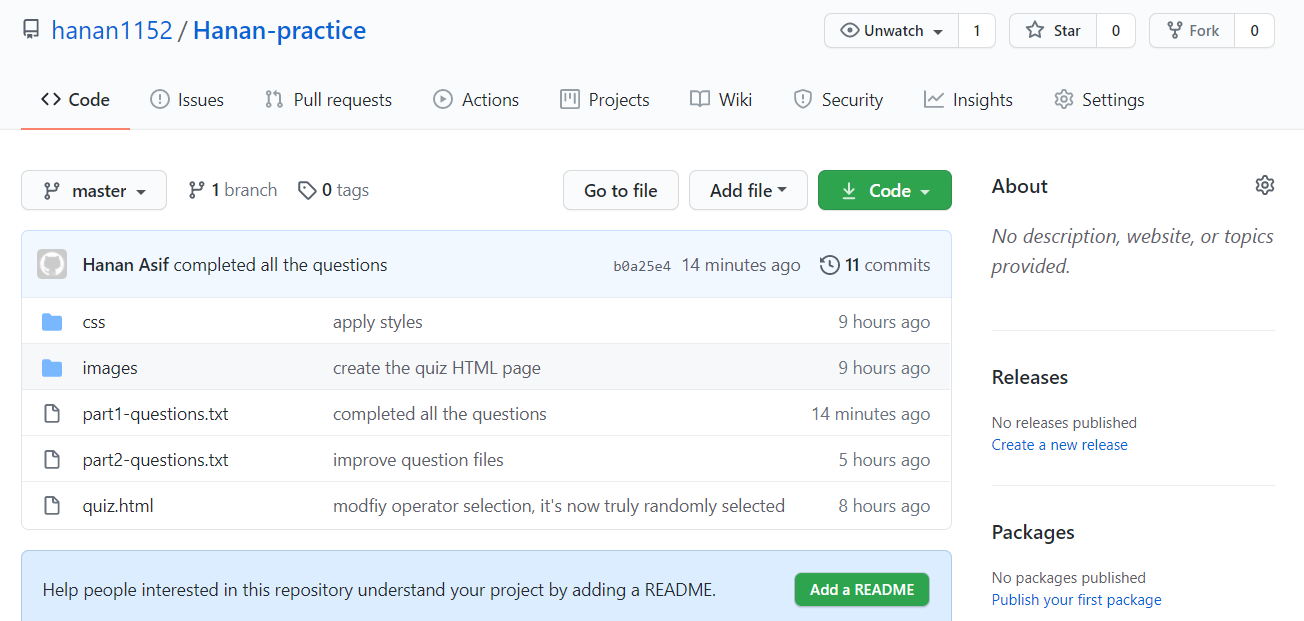 hanan1152 / Hanan-practice
Unwatch 1 Star 0 Fork 0
Code Issues Pull requests Actions Projects Wiki Security Insights Settings
master 1 branch 0 tags Go to file Add file Code
Hanan Asif completed all the questions b0a25e4 14 minutes ago 11 commits
css apply styles 9 hours ago
images create the quiz HTML page 9 hours ago
part1-questions.txt completed all the questions 14 minutes ago
part2-questions.txt improve question files 5 hours ago
quiz.html modfiy operator selection, it's now truly randomly selected 8 hours ago
Help people interested in this repository understand your project by adding a README. Add a README
About
No description, website, or topics
provided.
Releases
No releases published
Create a new release
Packages
No packages published
Publish your first package